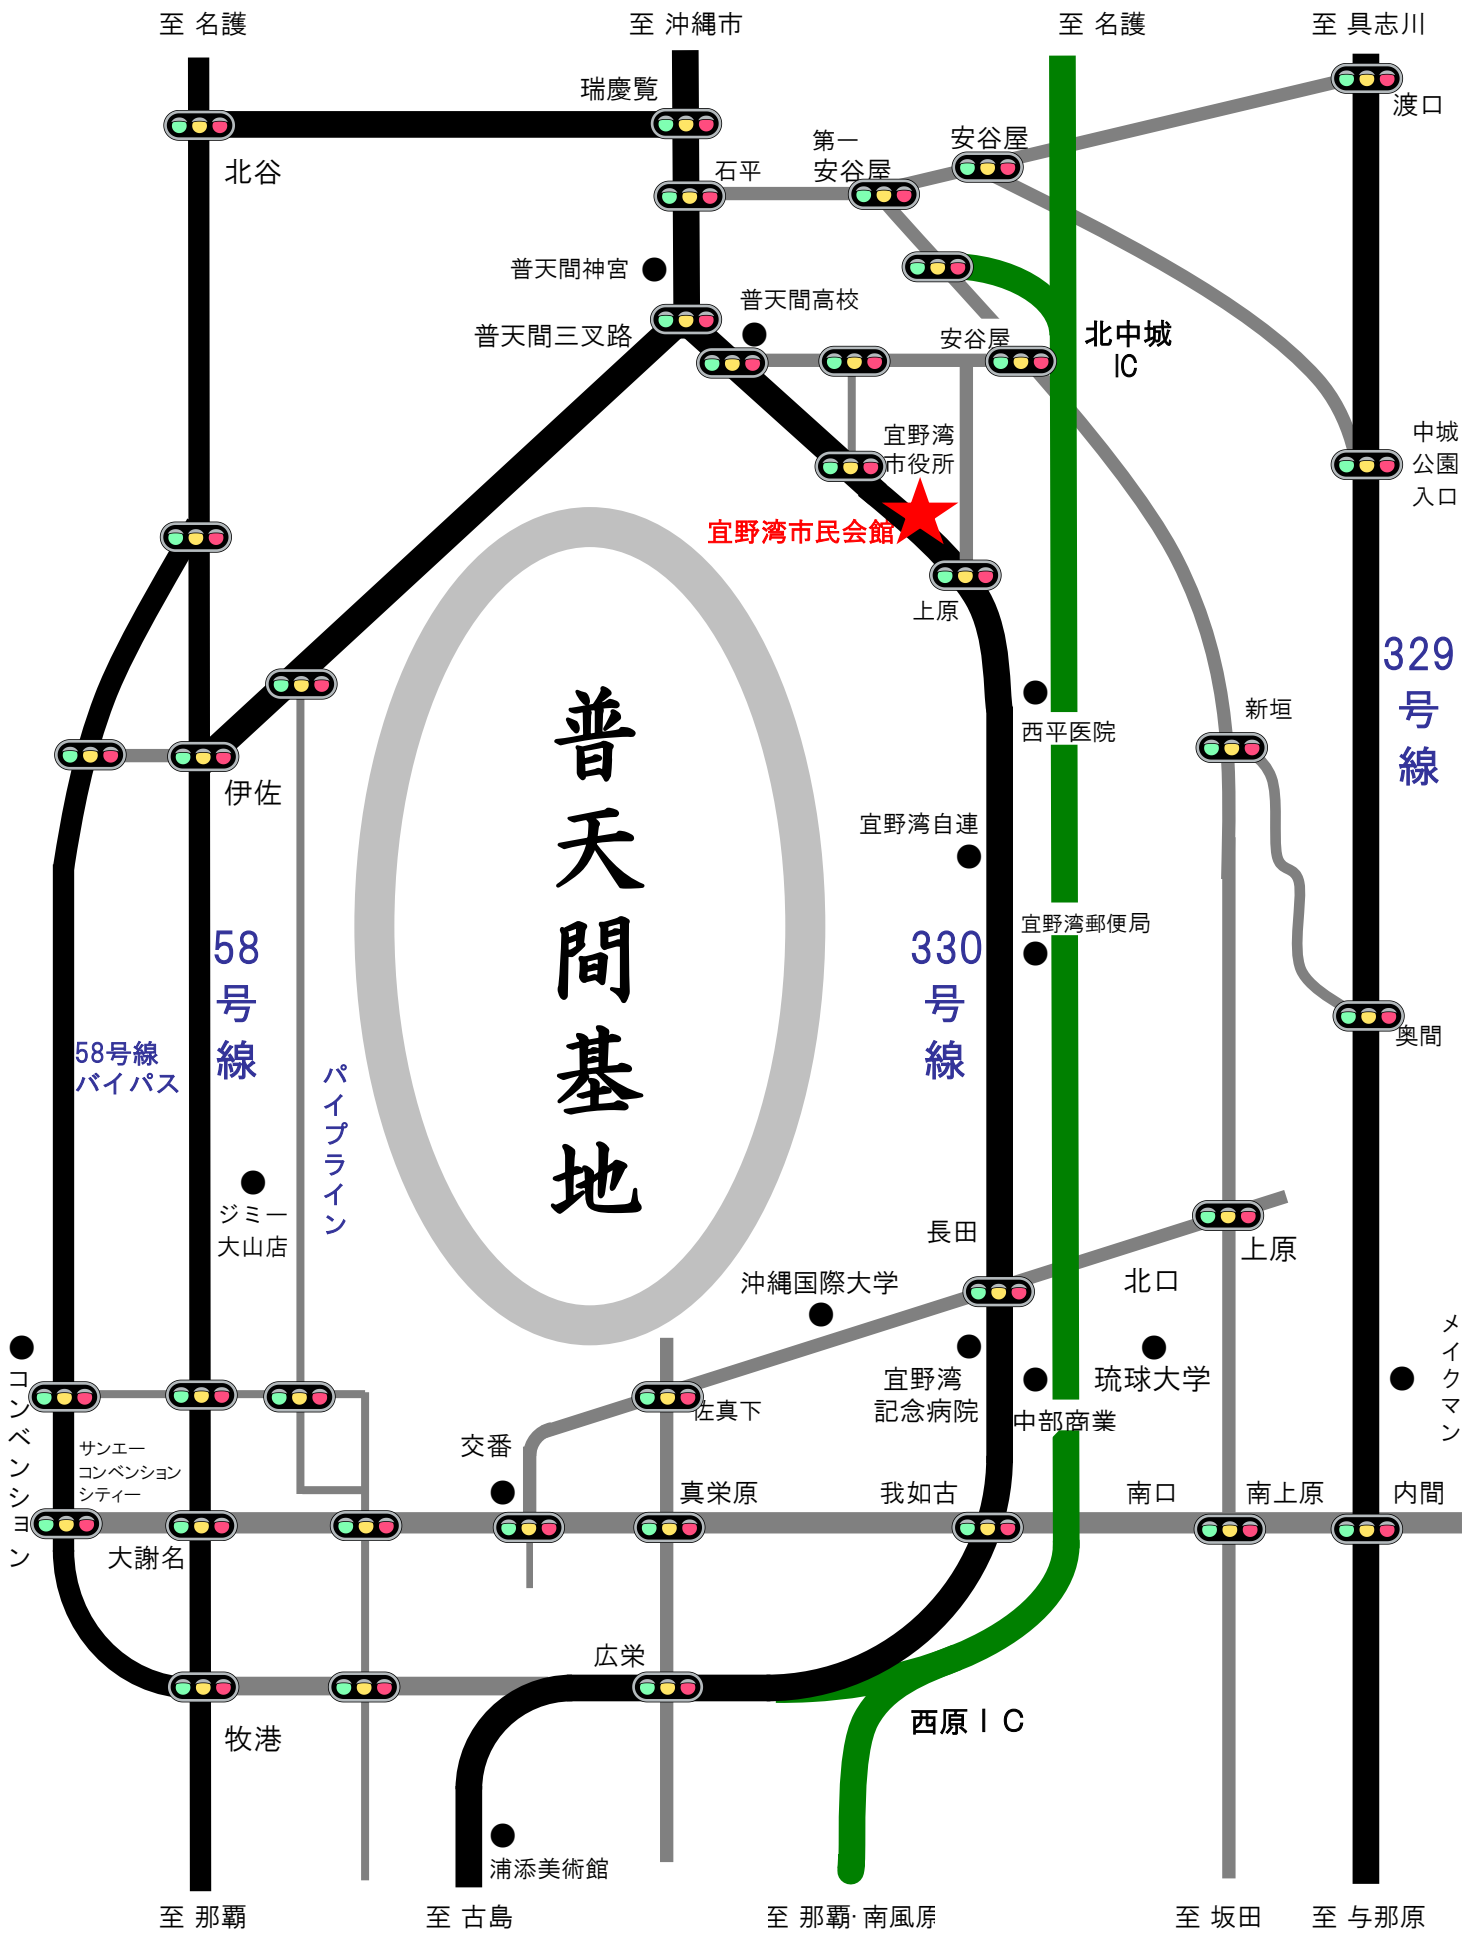 至 名護
至 沖縄市
至 名護
至 具志川
瑞慶覧
渡口
北谷
石平
第一
安谷屋
安谷屋
普天間神宮
普天間高校
普天間三叉路
安谷屋
北中城
IC
宜野湾
市役所
中城
公園
入口
宜野湾市民会館
上原
329
号
線
西平医院
新垣
伊佐
普天間基地
宜野湾自連
58
号
線
330
号
線
宜野湾郵便局
58号線
バイパス
パイプライン
奥間
ジミー
大山店
長田
上原
沖縄国際大学
北口
コンベンション
宜野湾
記念病院
琉球大学
メイクマン
中部商業
佐真下
サンエー
コンベンション
シティー
交番
真栄原
我如古
南口
南上原
内間
大謝名
広栄
牧港
西原IC
浦添美術館
至 那覇
至 古島
至 那覇・南風原
至 坂田
至 与那原